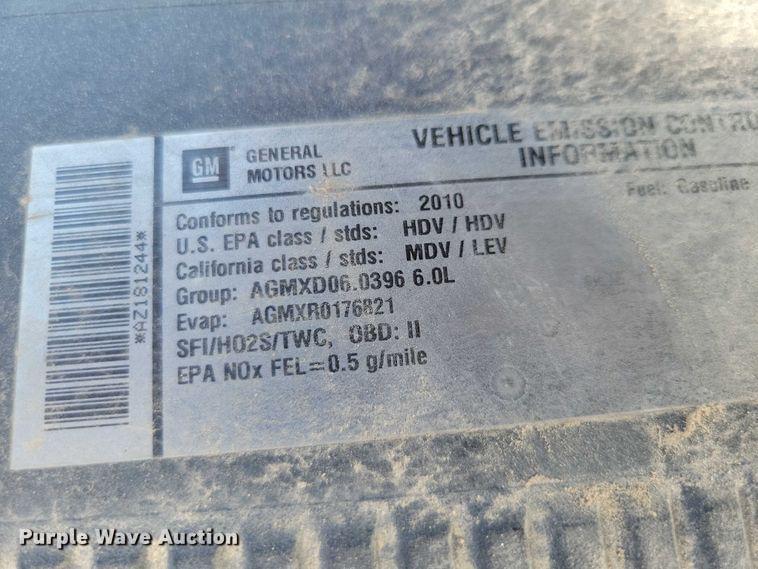 *AZ181244*
GM
GENERAL
MOTORS LLC
VEHICLE EMISSION CONTRO
INFORMATION
Fuel: Gasoline
Conforms to regulations: 2010
U.S. EPA class / stds: HDV / HDV
California class / stds: MDV / LEV
Group: AGMXD06.0396 6.0L
Evap: AGMXR0176821
SFI/HO2S/TWC, OBD: II
EPA NOx FEL=0.5 g/mile
Purple Wave Auction